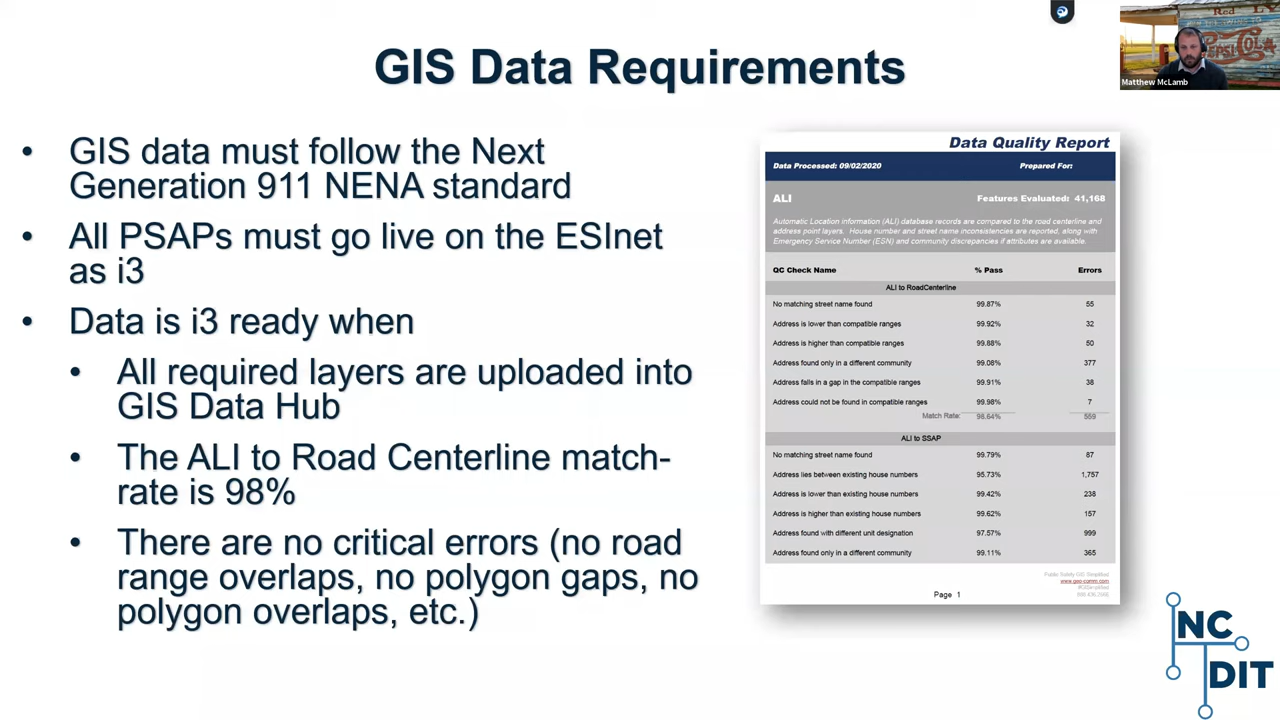 GIS Data Requirements
Matthew McLamb
• GIS data must follow the Next
Generation 911 NENA standard
• All PSAPs must go live on the ESInet
as i3
• Data is i3 ready when
• All required layers are uploaded into
GIS Data Hub
• The ALI to Road Centerline match-
rate is 98%
• There are no critical errors (no road
range overlaps, no polygon gaps, no
polygon overlaps, etc.)
Data Quality Report
Data Processed: 09/02/2020 Prepared For:
ALI Features Evaluated: 41,168
Automatic Location information (ALI) database records are compared to the road centerline and
address point layers. House number and street name inconsistencies are reported, along with
Emergency Service Number (ESN) and community discrepancies if attributes are available.
QC Check Name % Pass Errors
ALI to RoadCenterline
No matching street name found 99.87% 55
Address is lower than compatible ranges 99.92% 32
Address is higher than compatible ranges 99.88% 50
Address found only in a different community 99.08% 377
Address falls in a gap in the compatible ranges 99.91% 38
Address could not be found in compatible ranges 99.98% 7
Match Rate: 98.64% 559
ALI to SSAP
No matching street name found 99.79% 87
Address lies between existing house numbers 95.73% 1,757
Address is lower than existing house numbers 99.42% 238
Address is higher than existing house numbers 99.62% 157
Address found with different unit designation 97.57% 999
Address found only in a different community 99.11% 365
www.geo-comm.com
Page 1
NC
DIT